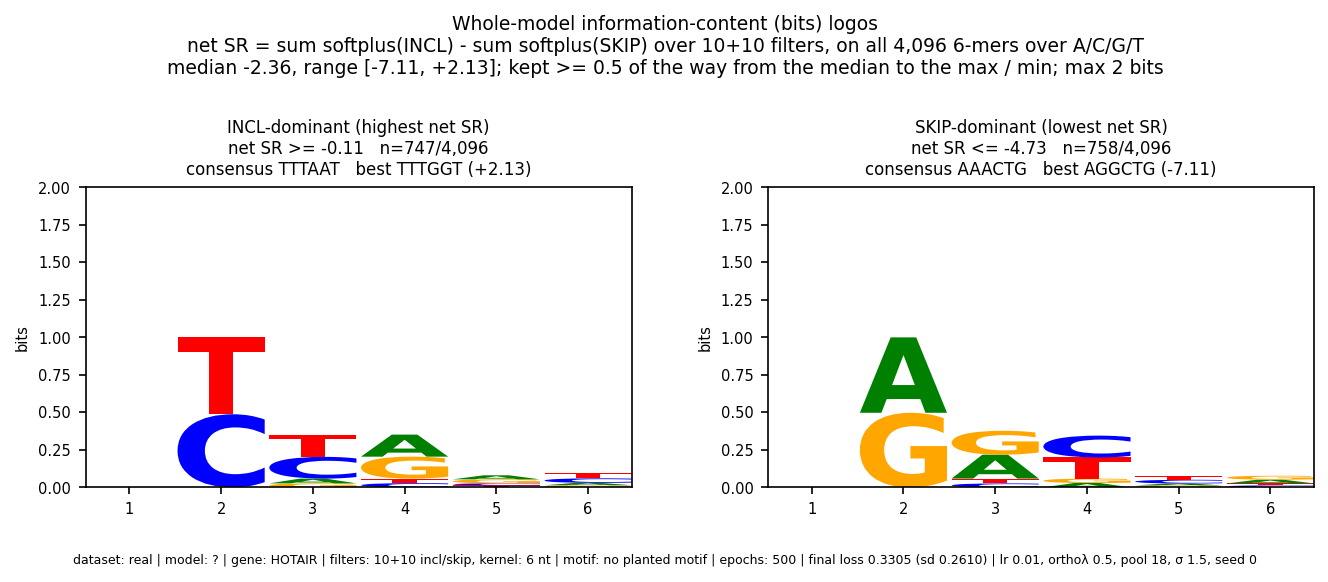 Whole-model information-content (bits) logos
net SR = sum softplus(INCL) - sum softplus(SKIP) over 10+10 filters, on all 4,096 6-mers over A/C/G/T
median -2.36, range [-7.11, +2.13]; kept >= 0.5 of the way from the median to the max / min; max 2 bits
INCL-dominant (highest net SR)
net SR >= -0.11   n=747/4,096
consensus TTTAAT   best TTTGGT (+2.13)
SKIP-dominant (lowest net SR)
net SR <= -4.73   n=758/4,096
consensus AAACTG   best AGGCTG (-7.11)
2.00
1.75
1.50
1.25
1.00
0.75
0.50
0.25
0.00
bits
T
C
T
C
A
G
A
G
T
C
1 2 3 4 5 6
2.00
1.75
1.50
1.25
1.00
0.75
0.50
0.25
0.00
bits
A
G
G
A
T
C
C
T
G
A
1 2 3 4 5 6
dataset: real | model: ? | gene: HOTAIR | filters: 10+10 incl/skip, kernel: 6 nt | motif: no planted motif | epochs: 500 | final loss 0.3305 (sd 0.2610) | lr 0.01, orthoλ 0.5, pool 18, σ 1.5, seed 0